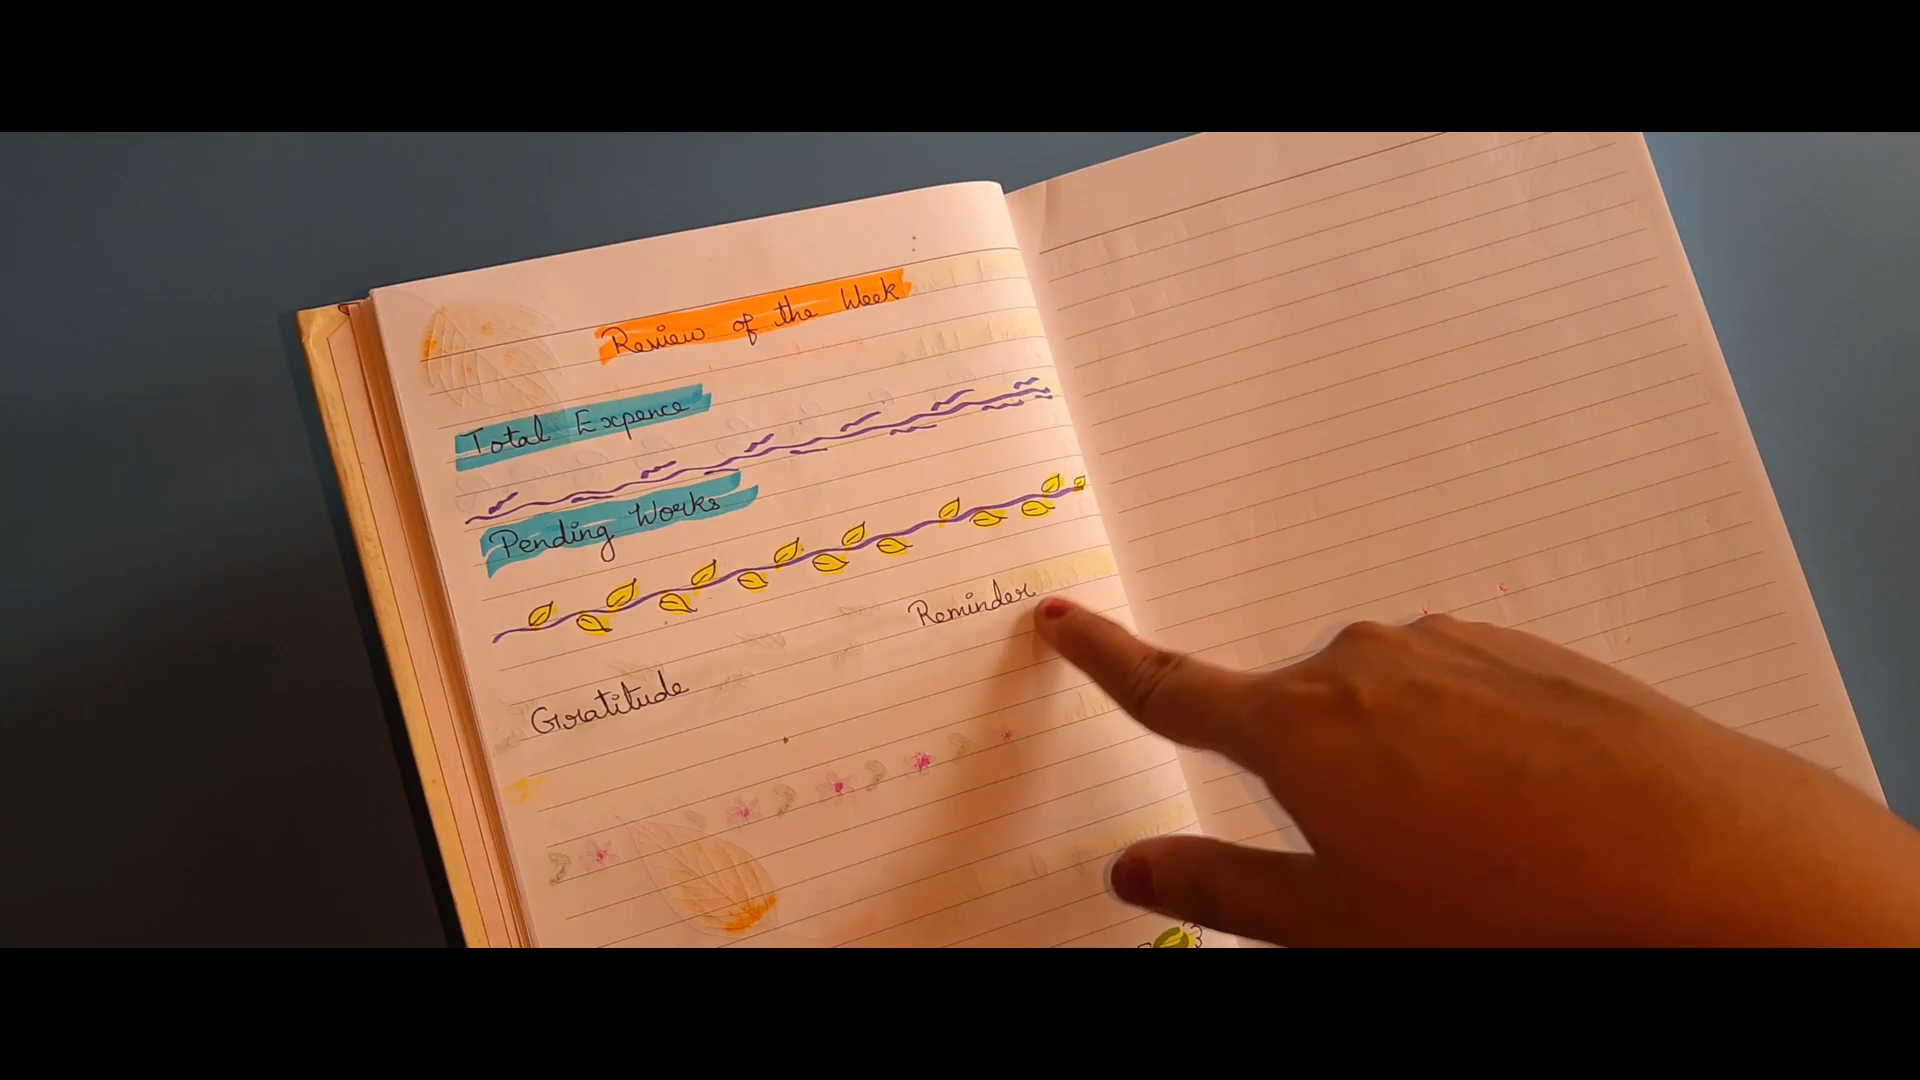 Review of the Week
Total Expence
Pending Works
Reminder
Gratitude